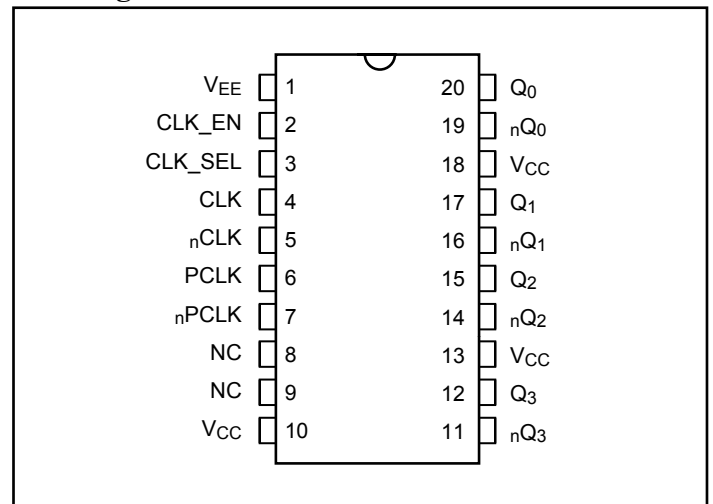 VEE 1 20 Q0
CLK_EN 2 19 nQ0
CLK_SEL 3 18 VCC
CLK 4 17 Q1
nCLK 5 16 nQ1
PCLK 6 15 Q2
nPCLK 7 14 nQ2
NC 8 13 VCC
NC 9 12 Q3
VCC 10 11 nQ3